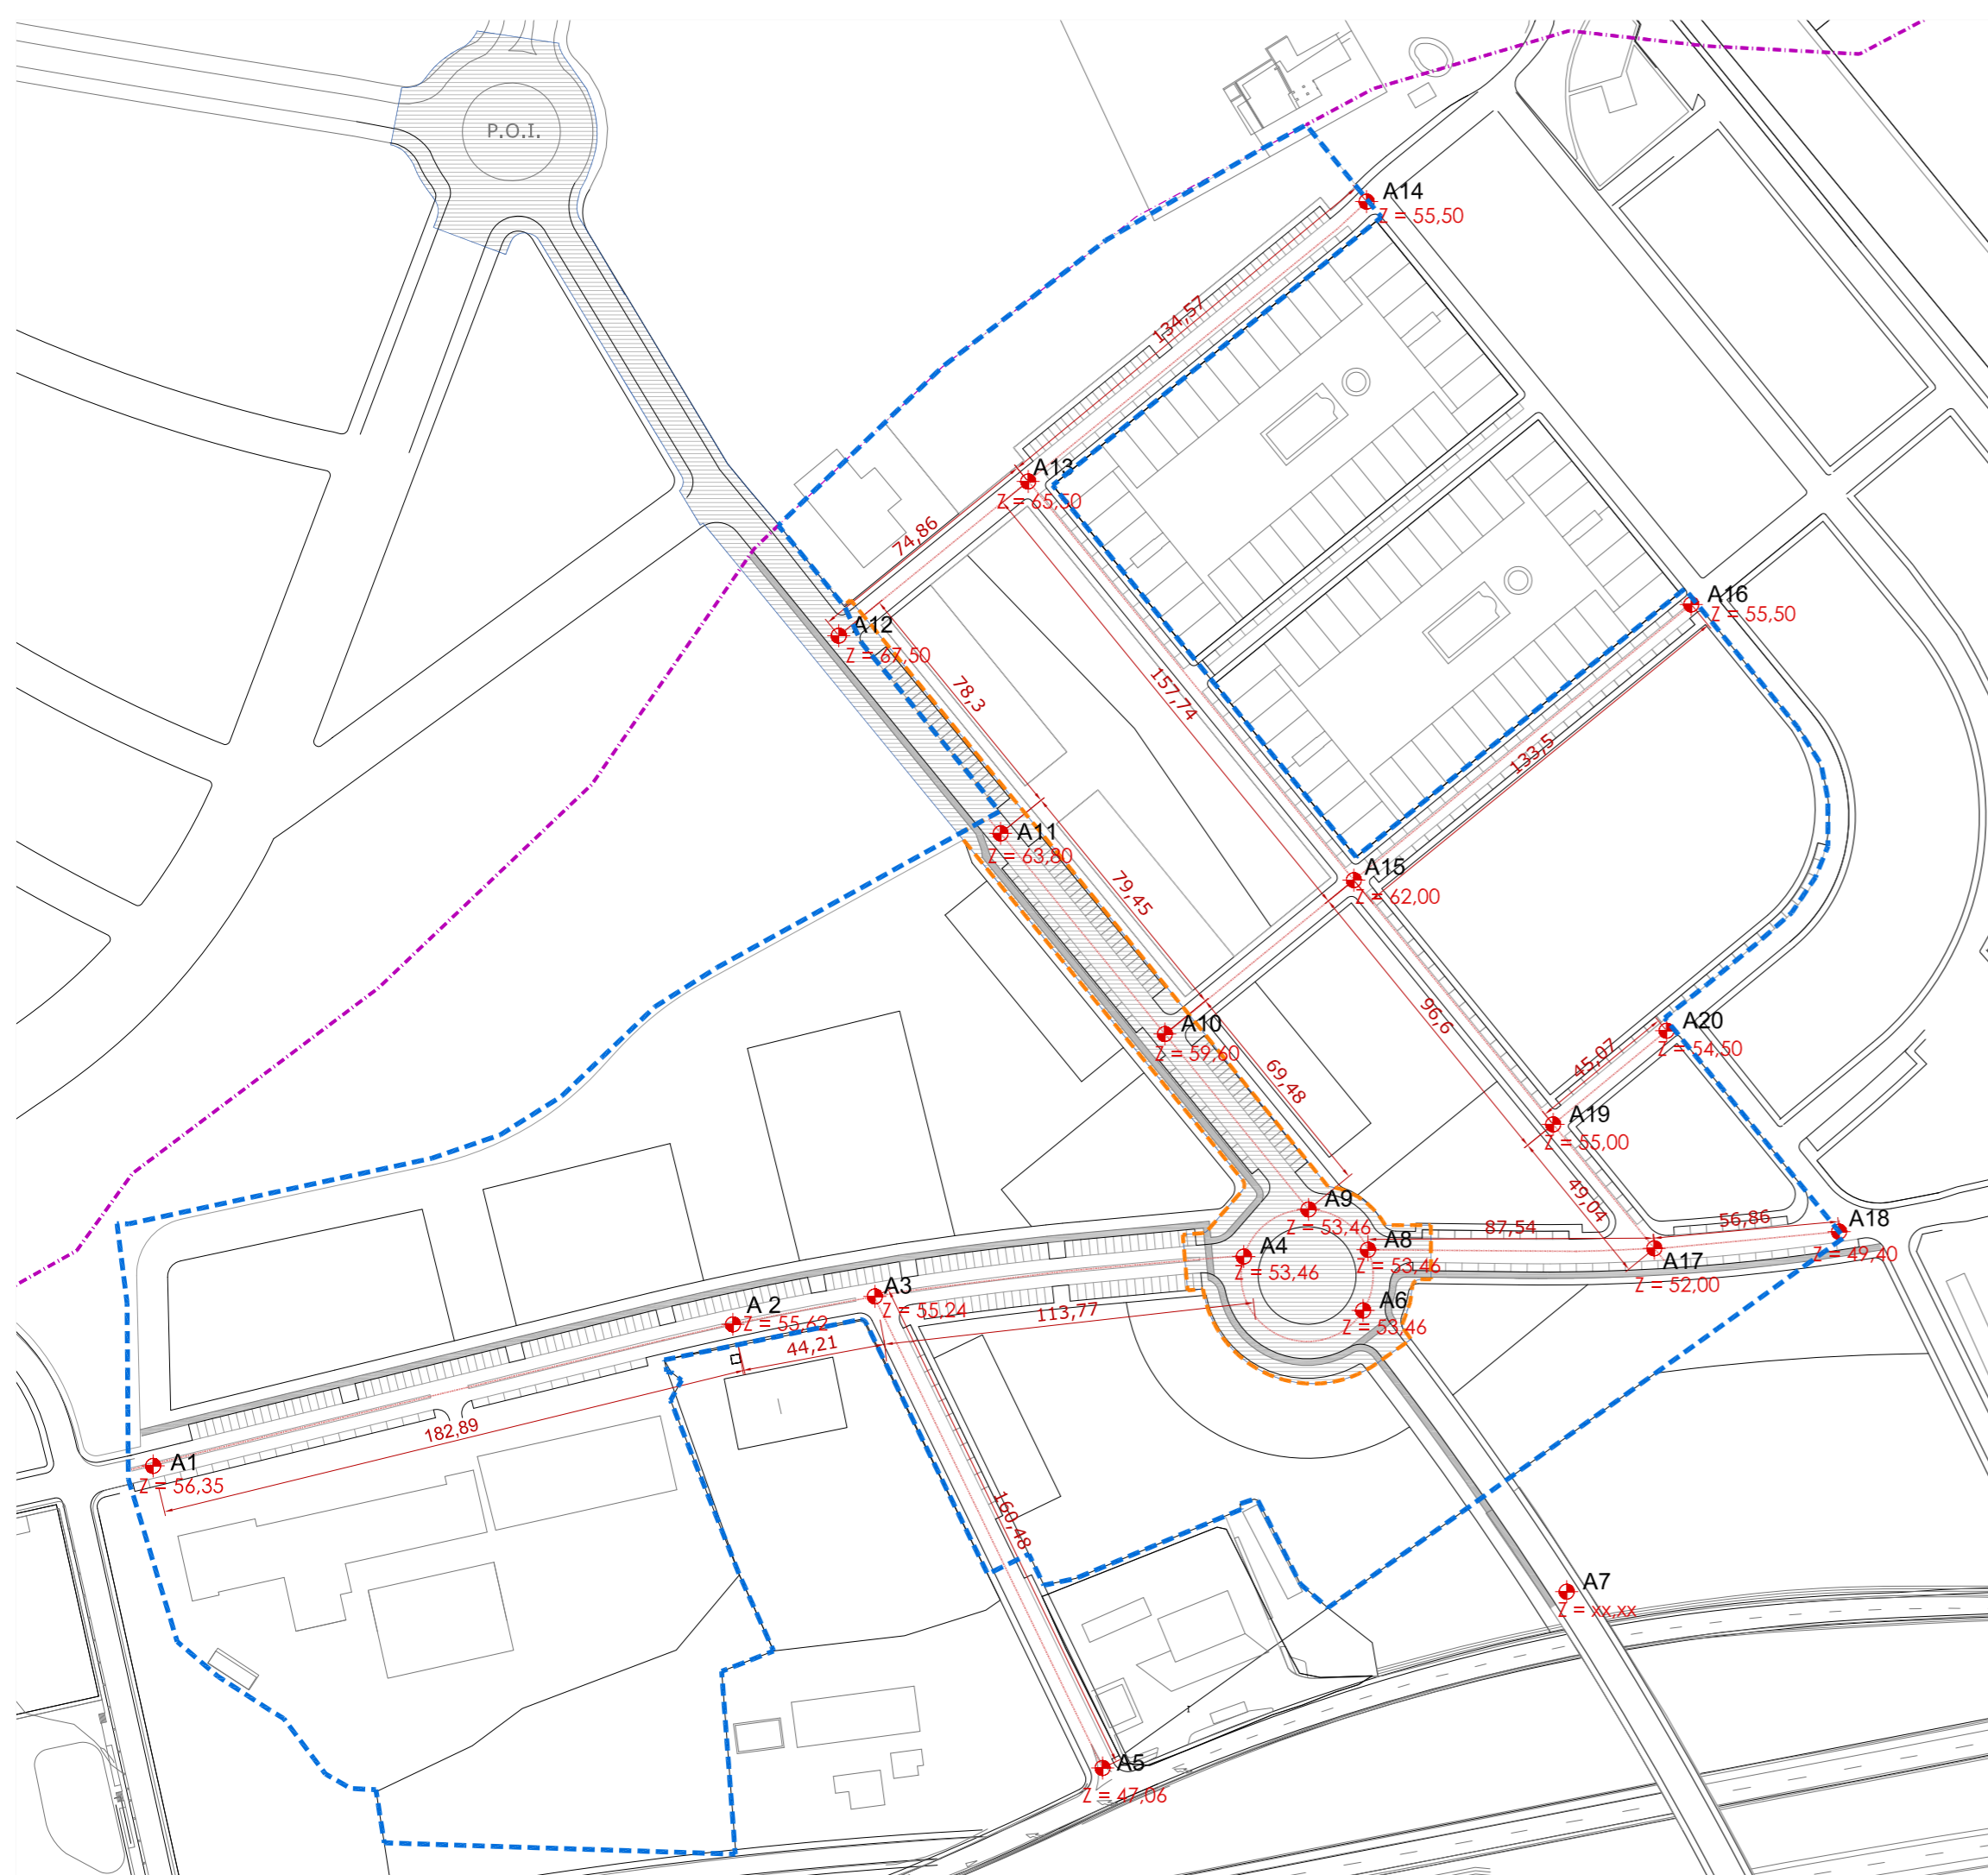 P.O.I.
A14
Z = 55,50
134,57
A13
Z = 65,50
74,86
A12
Z = 67,50
A16
Z = 55,50
78,3
157,74
133,5
A11
Z = 63,80
A15
Z = 62,00
79,45
A10
Z = 59,60
96,6
A20
Z = 54,50
45,07
69,48
A19
Z = 55,00
A9
Z = 53,46
49,04
87,54
56,86
A18
Z = 49,40
A4
Z = 53,46
A8
Z = 53,46
A17
Z = 52,00
A3
Z = 55,24
A 2
Z = 55,62
113,77
A6
Z = 53,46
44,21
182,89
A1
Z = 56,35
160,48
A7
Z = xx,xx
A5
Z = 47,06